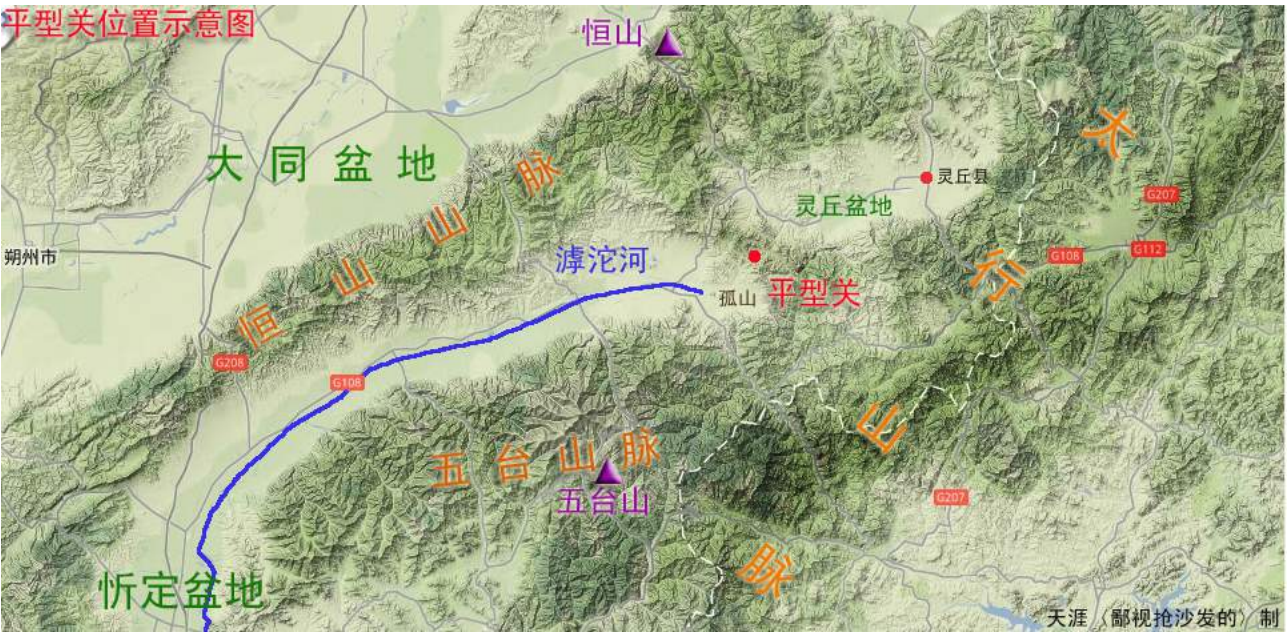 平型关位置示意图
恒山
太
大同盆地
脉
灵丘县
G207
灵丘盆地
山
朔州市
滹沱河
G108
G112
行
山
孤山
平型关
恒
G208
G108
山
五台山脉
五台山
G207
忻定盆地
脉
天涯（鄙视抢沙发的）制